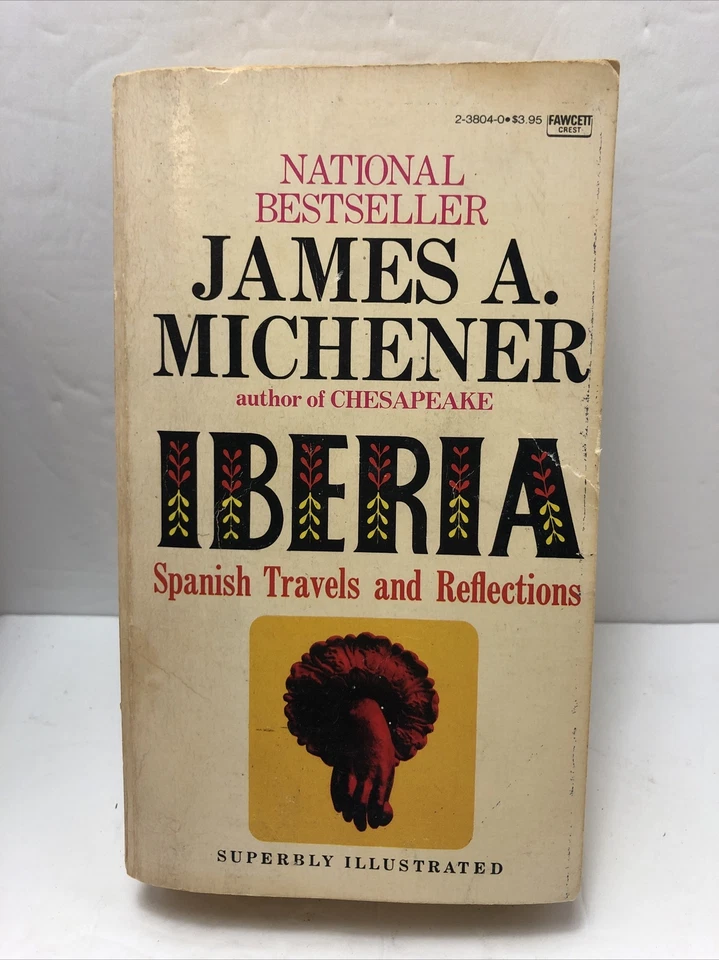 2-3804-0•$3.95 FAWCETT
CREST
NATIONAL
BESTSELLER
JAMES A.
MICHENER
author of CHESAPEAKE
IBERIA
Spanish Travels and Reflections
SUPERBLY ILLUSTRATED